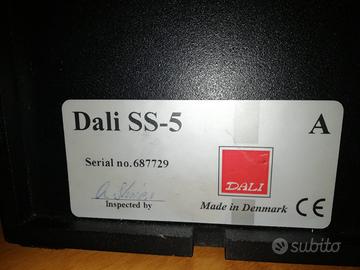 Dali SS-5 A
Serial no. 687729
DALI
Inspected by
Made in Denmark CE
subito